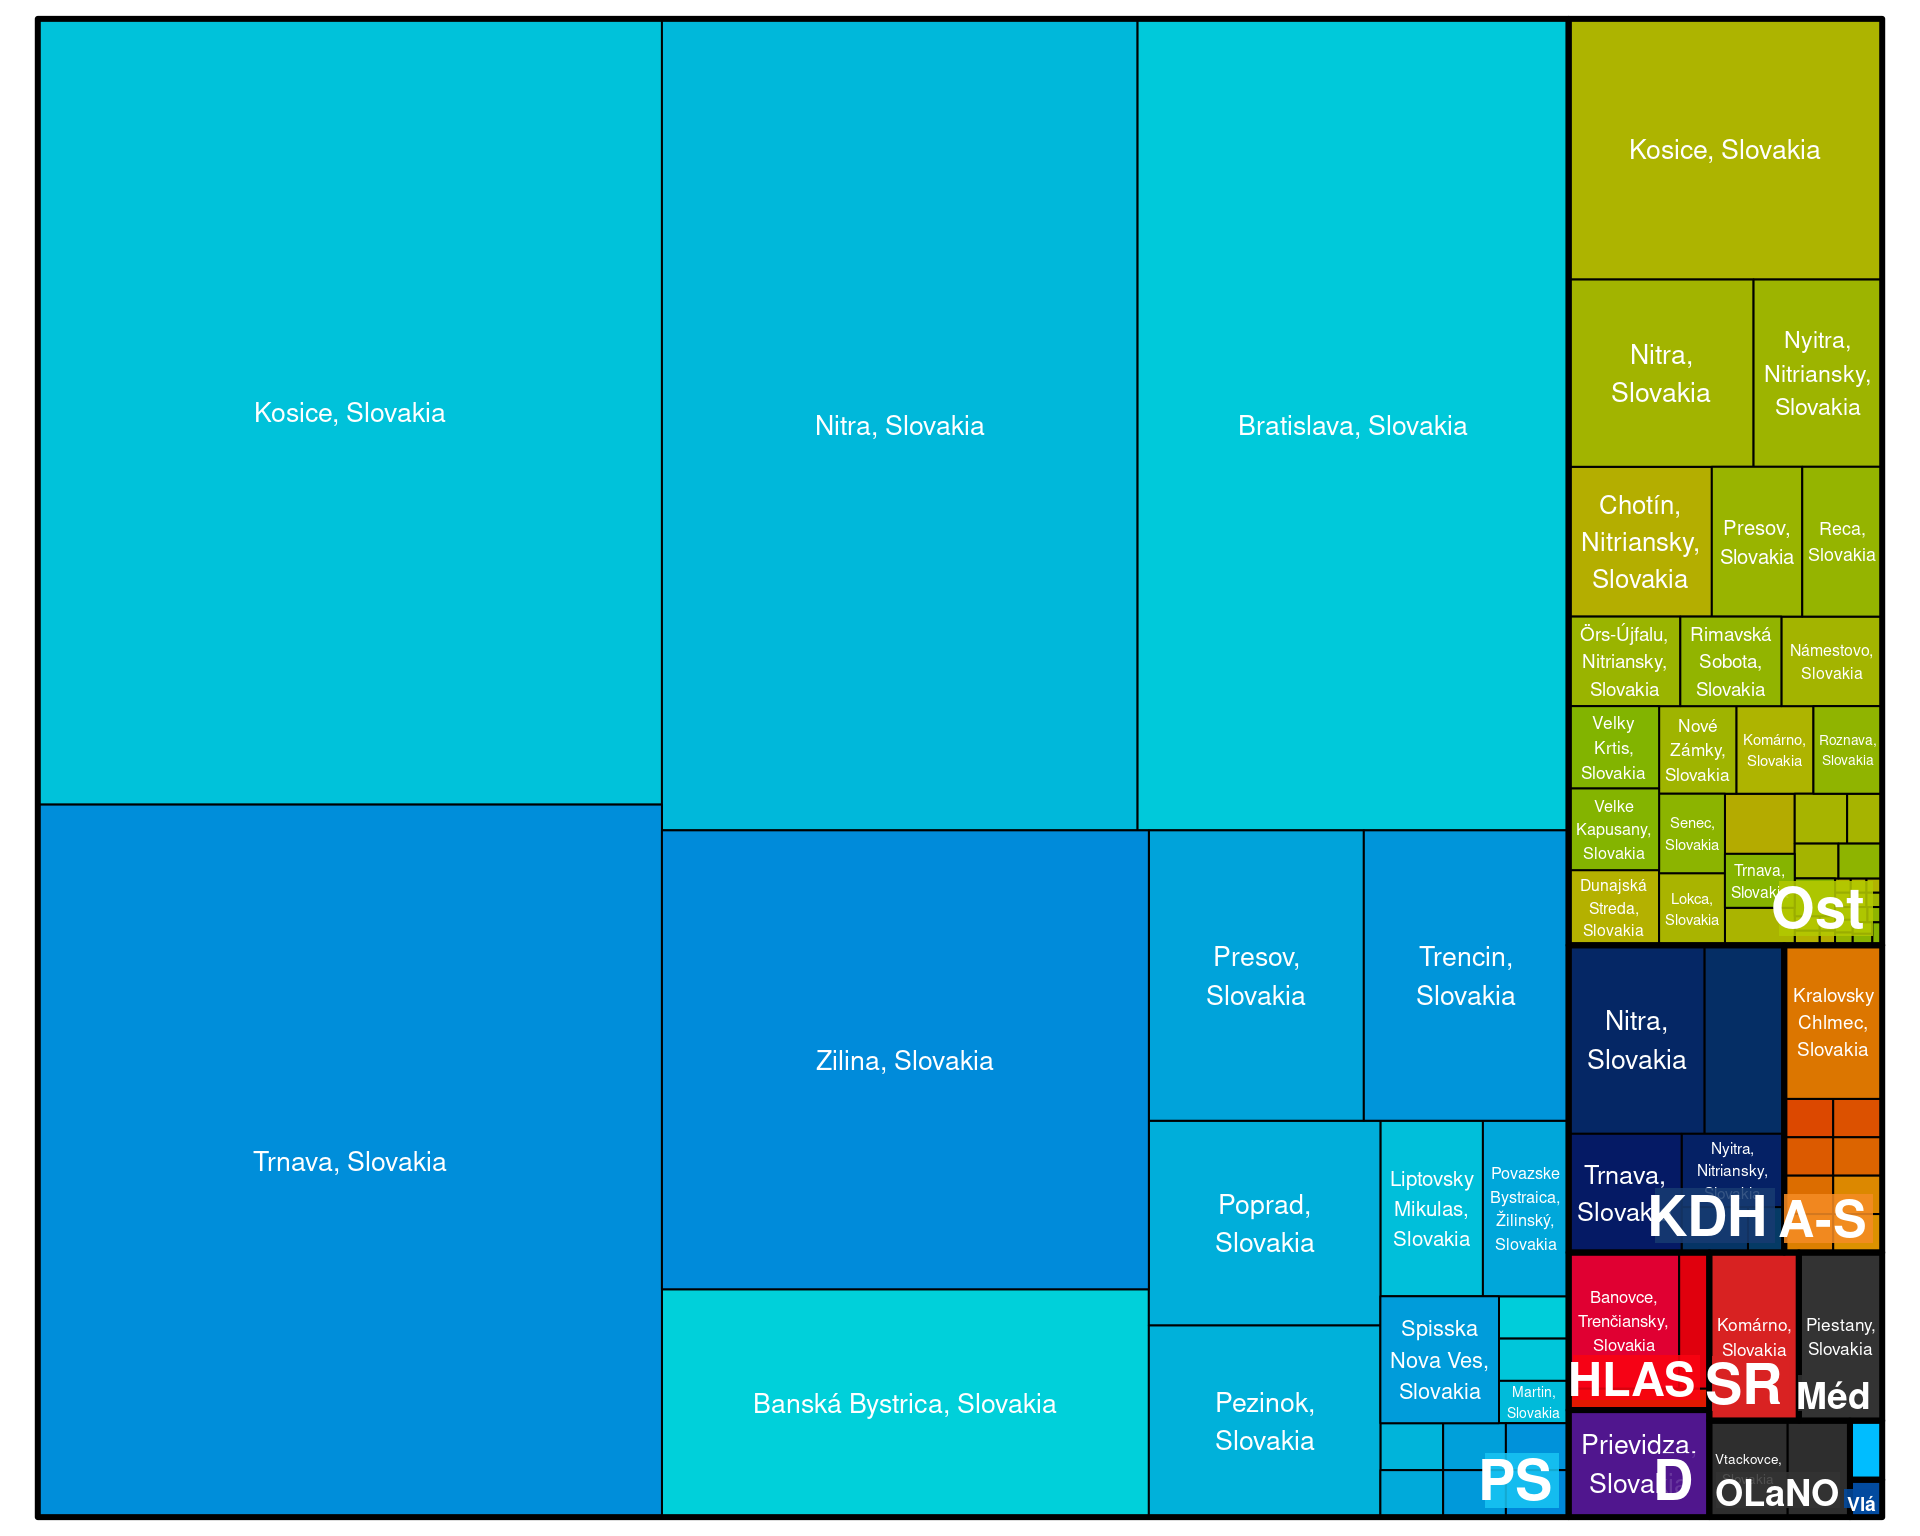 Kosice, Slovakia
Nitra, Slovakia
Bratislava, Slovakia
Trnava, Slovakia
Zilina, Slovakia
Banská Bystrica, Slovakia
Presov,
Slovakia
Trencin,
Slovakia
Poprad,
Slovakia
Pezinok,
Slovakia
Liptovsky
Mikulas,
Slovakia
Povazske
Bystraica,
Žilinský,
Slovakia
Spisska
Nova Ves,
Slovakia
Martin,
Slovakia
PS
Kosice, Slovakia
Nitra,
Slovakia
Nyitra,
Nitriansky,
Slovakia
Chotín,
Nitriansky,
Slovakia
Presov,
Slovakia
Reca,
Slovakia
Örs-Újfalu,
Nitriansky,
Slovakia
Rimavská
Sobota,
Slovakia
Námestovo,
Slovakia
Velky
Krtis,
Slovakia
Nové
Zámky,
Slovakia
Komárno,
Slovakia
Roznava,
Slovakia
Velke
Kapusany,
Slovakia
Senec,
Slovakia
Trnava,
Slovakia
Dunajská
Streda,
Slovakia
Lokca,
Slovakia
Ost
Nitra,
Slovakia
Trnava,
Slovakia
Nyitra,
Nitriansky,
Slovakia
KDH
Kralovsky
Chlmec,
Slovakia
A-S
Banovce,
Trenčiansky,
Slovakia
HLAS
Komárno,
Slovakia
SR
Piestany,
Slovakia
Méd
Prievidza,
Slovakia
D
Vtackovce,
Slovakia
OLaNO
Vlá